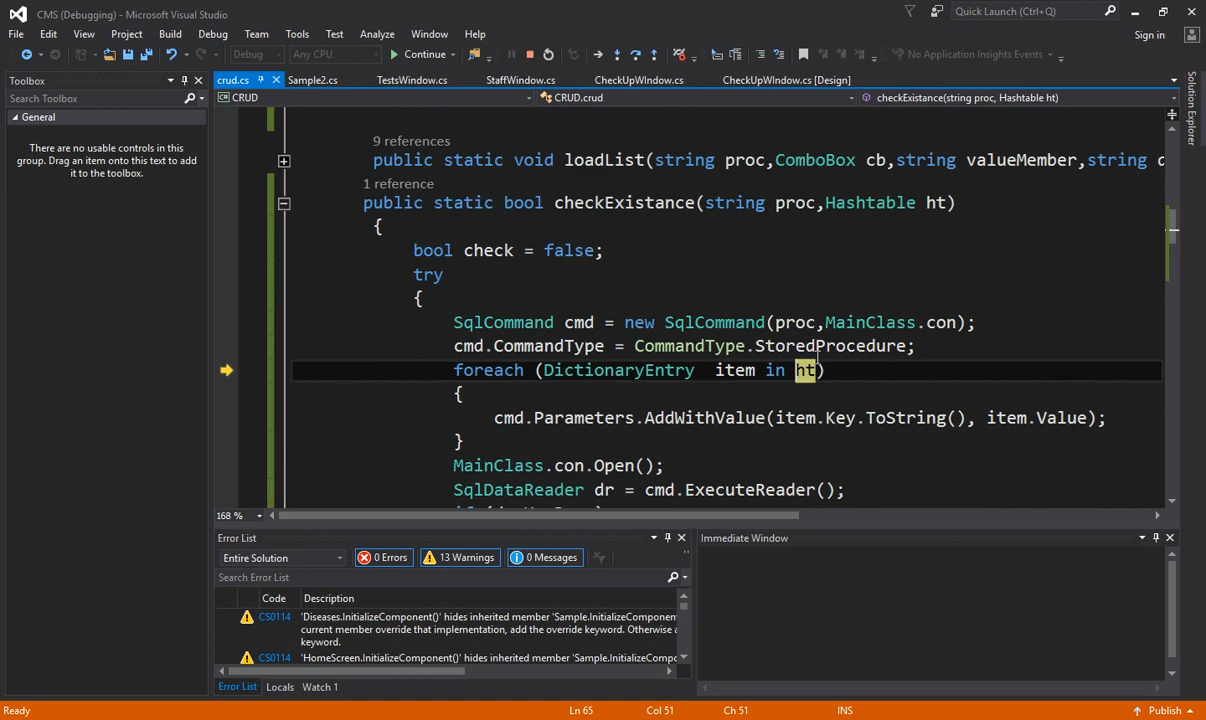 CMS (Debugging) - Microsoft Visual Studio
Quick Launch (Ctrl+Q)
File Edit View Project Build Debug Team Tools Test Analyze Window Help
Sign in
Debug Any CPU Continue No Application Insights Events
Toolbox
crud.cs Sample2.cs TestsWindow.cs StaffWindow.cs CheckUpWIndow.cs CheckUpWIndow.cs [Design]
Search Toolbox
CRUD CRUD.crud checkExistance(string proc, Hashtable ht)
General
There are no usable controls in this
group. Drag an item onto this text to add
it to the toolbox.
Solution Explorer
9 references
public static void loadList(string proc,ComboBox cb,string valueMember,string d
1 reference
public static bool checkExistance(string proc,Hashtable ht)
{
bool check = false;
try
{
SqlCommand cmd = new SqlCommand(proc,MainClass.con);
cmd.CommandType = CommandType.StoredProcedure;
foreach (DictionaryEntry item in ht)
{
cmd.Parameters.AddWithValue(item.Key.ToString(), item.Value);
}
MainClass.con.Open();
SqlDataReader dr = cmd.ExecuteReader();
168 %
Error List
Entire Solution 0 Errors 13 Warnings 0 Messages
Search Error List
Code Description
CS0114 'Diseases.InitializeComponent()' hides inherited member 'Sample.InitializeComponent
current member override that implementation, add the override keyword. Otherwise a
keyword.
CS0114 'HomeScreen.InitializeComponent()' hides inherited member 'Sample.InitializeCompo
Error List Locals Watch 1
Immediate Window
Ready Ln 65 Col 51 Ch 51 INS Publish